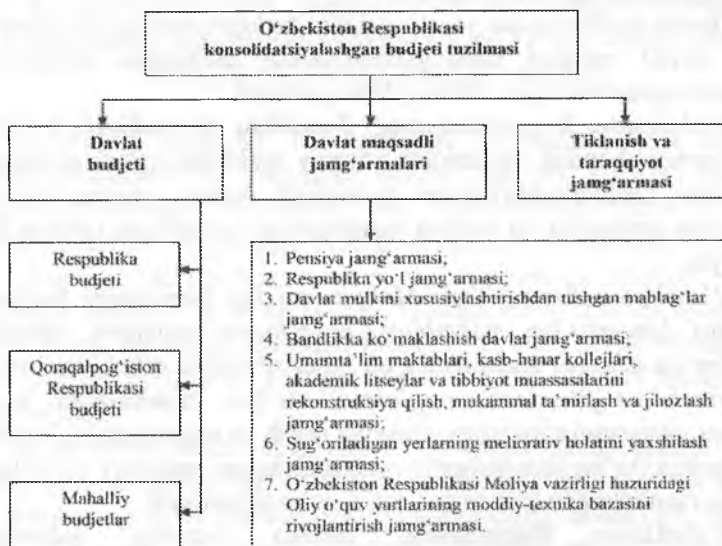 O‘zbekiston Respublikasi
konsolidatsiyalashgan budjeti tuzilmasi
Davlat
budjeti
Davlat maqsadli
jamg‘armalari
Tiklanish va
taraqqiyot
jamg‘armasi
Respublika
budjeti
Qoraqalpog‘iston
Respublikasi
budjeti
Mahalliy
budjetlar
1. Pensiya jamg‘armasi;
2. Respublika yo‘l jamg‘armasi;
3. Davlat mulkini xususiylashtirishdan tushgan mablag‘lar
jamg‘armasi;
4. Bandlikka ko‘maklashish davlat jamg‘armasi;
5. Umumta’lim maktablari, kasb-hunar kollejlari,
akademik litseylar va tibbiyot muassasalarini
rekonstruksiya qilish, mukammal ta’mirlash va jihozlash
jamg‘armasi;
6. Sug‘oriladigan yerlarning meliorativ holatini yaxshilash
jamg‘armasi;
7. O‘zbekiston Respublikasi Moliya vazirligi huzuridagi
Oliy o‘quv yurtlarining moddiy-texnika bazasini
rivojlantirish jamg‘armasi.